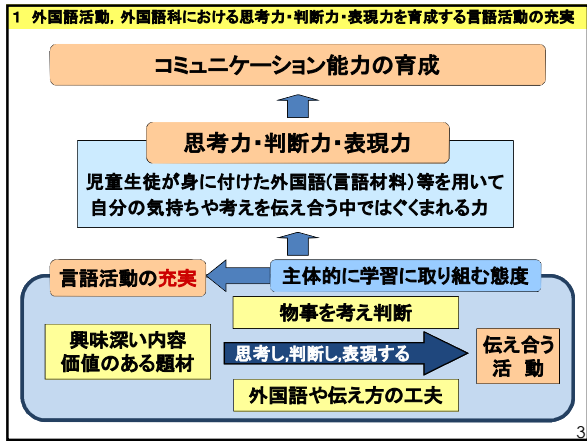 1 外国語活動，外国語科における思考力・判断力・表現力を育成する言語活動の充実
コミュニケーション能力の育成
思考力・判断力・表現力
児童生徒が身に付けた外国語(言語材料)等を用いて
自分の気持ちや考えを伝え合う中ではぐくまれる力
言語活動の充実
主体的に学習に取り組む態度
物事を考え判断
興味深い内容
価値のある題材
思考し,判断し,表現する
伝え合う
活 動
外国語や伝え方の工夫
3